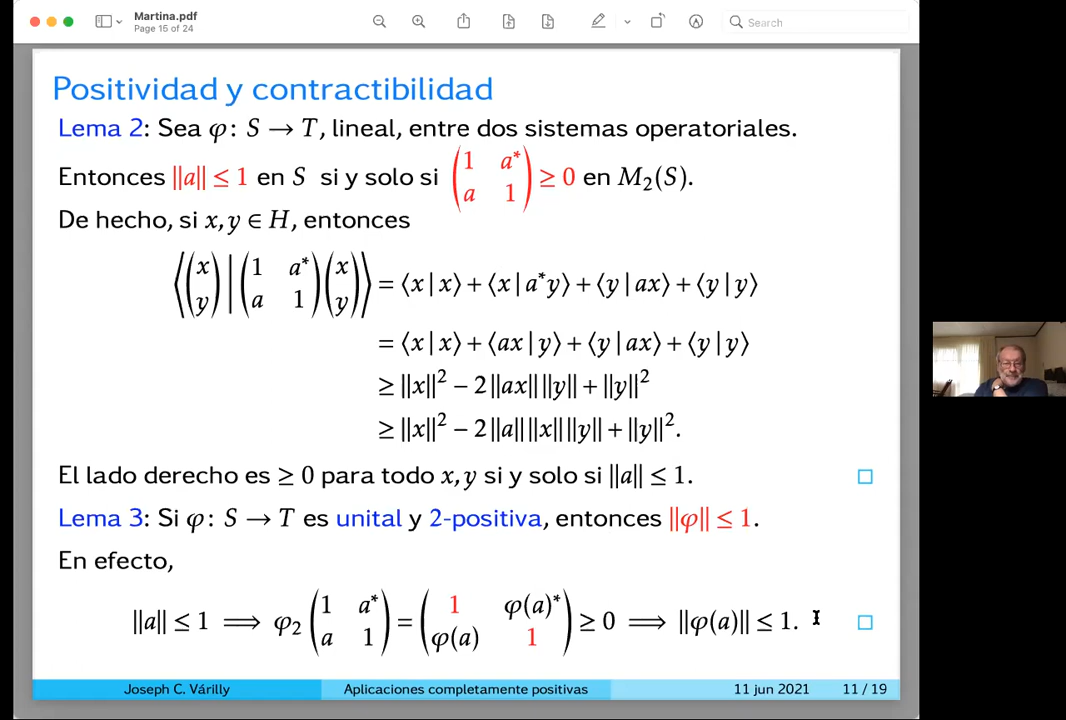 Martina.pdf
Page 15 of 24
Search
Positividad y contractibilidad
Lema 2: Sea φ: S → T, lineal, entre dos sistemas operatoriales.
Entonces ||a|| ≤ 1 en S si y solo si (1 a* / a 1) ≥ 0 en M₂(S).
De hecho, si x, y ∈ H, entonces
⟨(x / y) | (1 a* / a 1) (x / y)⟩ = ⟨x | x⟩ + ⟨x | a*y⟩ + ⟨y | ax⟩ + ⟨y | y⟩
= ⟨x | x⟩ + ⟨ax | y⟩ + ⟨y | ax⟩ + ⟨y | y⟩
≥ ||x||² − 2 ||ax|| ||y|| + ||y||²
≥ ||x||² − 2 ||a|| ||x|| ||y|| + ||y||².
El lado derecho es ≥ 0 para todo x, y si y solo si ||a|| ≤ 1. □
Lema 3: Si φ: S → T es unital y 2-positiva, entonces ||φ|| ≤ 1.
En efecto,
||a|| ≤ 1 ⟹ φ₂ (1 a* / a 1) = (1 φ(a)* / φ(a) 1) ≥ 0 ⟹ ||φ(a)|| ≤ 1. □
Joseph C. Várilly Aplicaciones completamente positivas 11 jun 2021 11 / 19